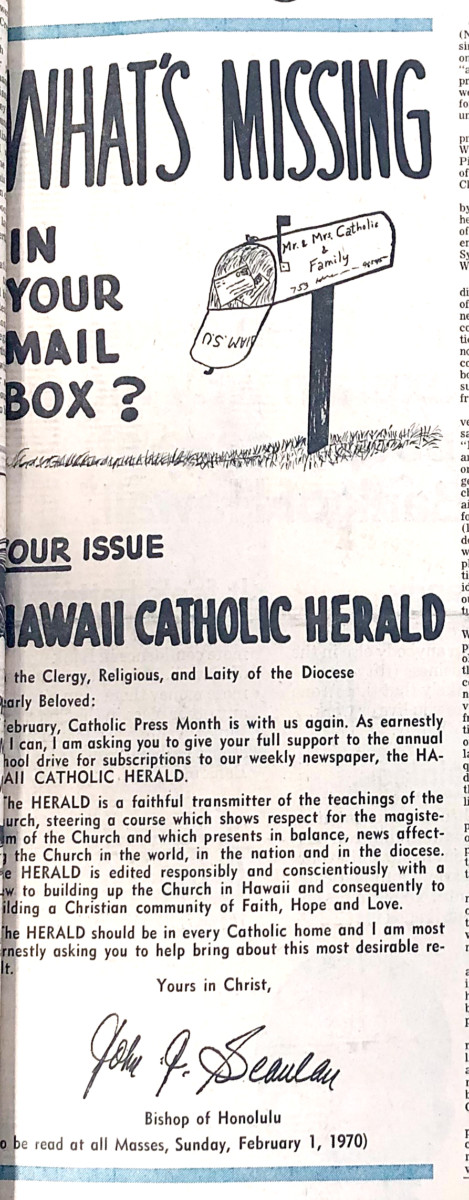 WHAT'S MISSING
IN
YOUR
MAIL
BOX?
Mr. & Mrs. Catholic
&
Family
753
U.S. MAIL
OUR ISSUE
HAWAII CATHOLIC HERALD
the Clergy, Religious, and Laity of the Diocese
arly Beloved:
ebruary, Catholic Press Month is with us again. As earnestly
I can, I am asking you to give your full support to the annual
hool drive for subscriptions to our weekly newspaper, the HA-
AII CATHOLIC HERALD.
The HERALD is a faithful transmitter of the teachings of the
urch, steering a course which shows respect for the magiste-
m of the Church and which presents in balance, news affect-
the Church in the world, in the nation and in the diocese.
e HERALD is edited responsibly and conscientiously with a
w to building up the Church in Hawaii and consequently to
ilding a Christian community of Faith, Hope and Love.
The HERALD should be in every Catholic home and I am most
rnestly asking you to help bring about this most desirable re-
lt.
Yours in Christ,
John J. Scanlan
Bishop of Honolulu
o be read at all Masses, Sunday, February 1, 1970)